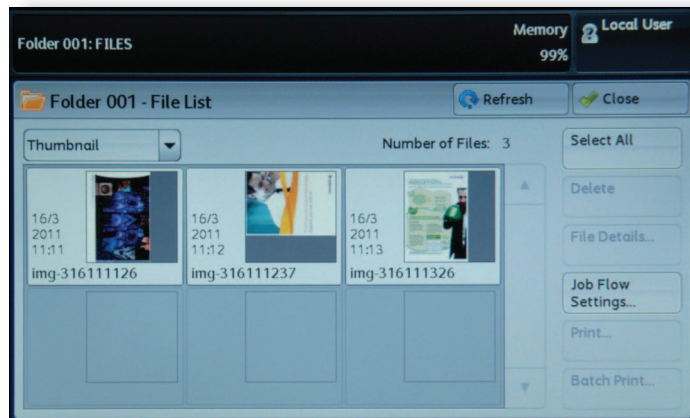 Folder 001: FILES
Memory
99%
Local User
Folder 001 - File List
Refresh
Close
Thumbnail
Number of Files: 3
Select All
Delete
File Details...
Job Flow
Settings...
Print...
Batch Print...
16/3
2011
11:11
img-316111126
16/3
2011
11:12
img-316111237
16/3
2011
11:13
img-316111326